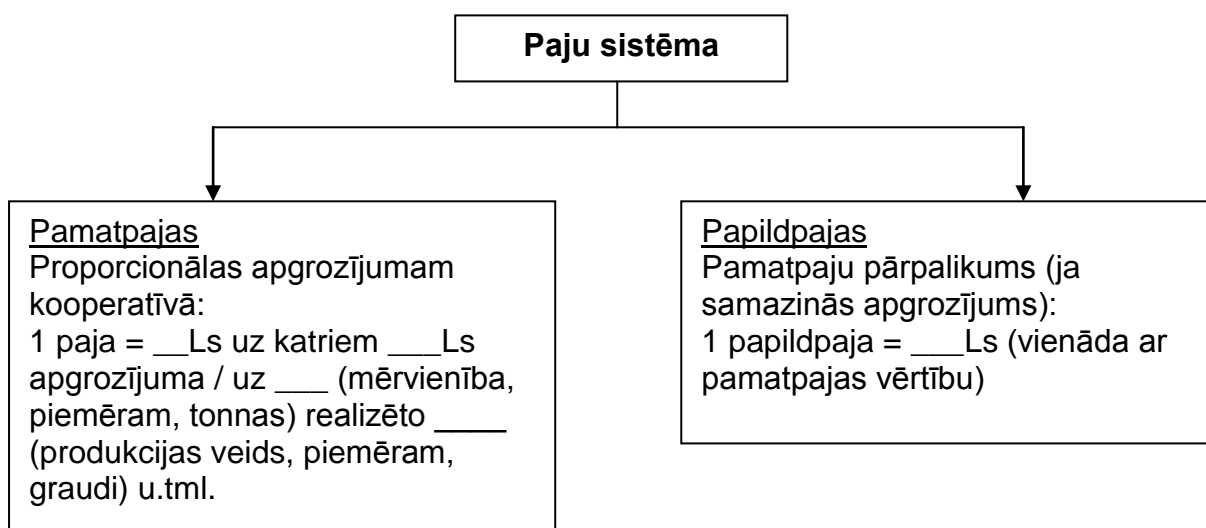 Paju sistēma
Pamatpajas
Proporcionālas apgrozījumam
kooperatīvā:
1 paja = __Ls uz katriem ___Ls
apgrozījuma / uz ___ (mērvienība,
piemēram, tonnas) realizēto ____
(produkcijas veids, piemēram,
graudi) u.tml.
Papildpajas
Pamatpaju pārpalikums (ja
samazinās apgrozījums):
1 papildpaja = ___Ls (vienāda ar
pamatpajas vērtību)